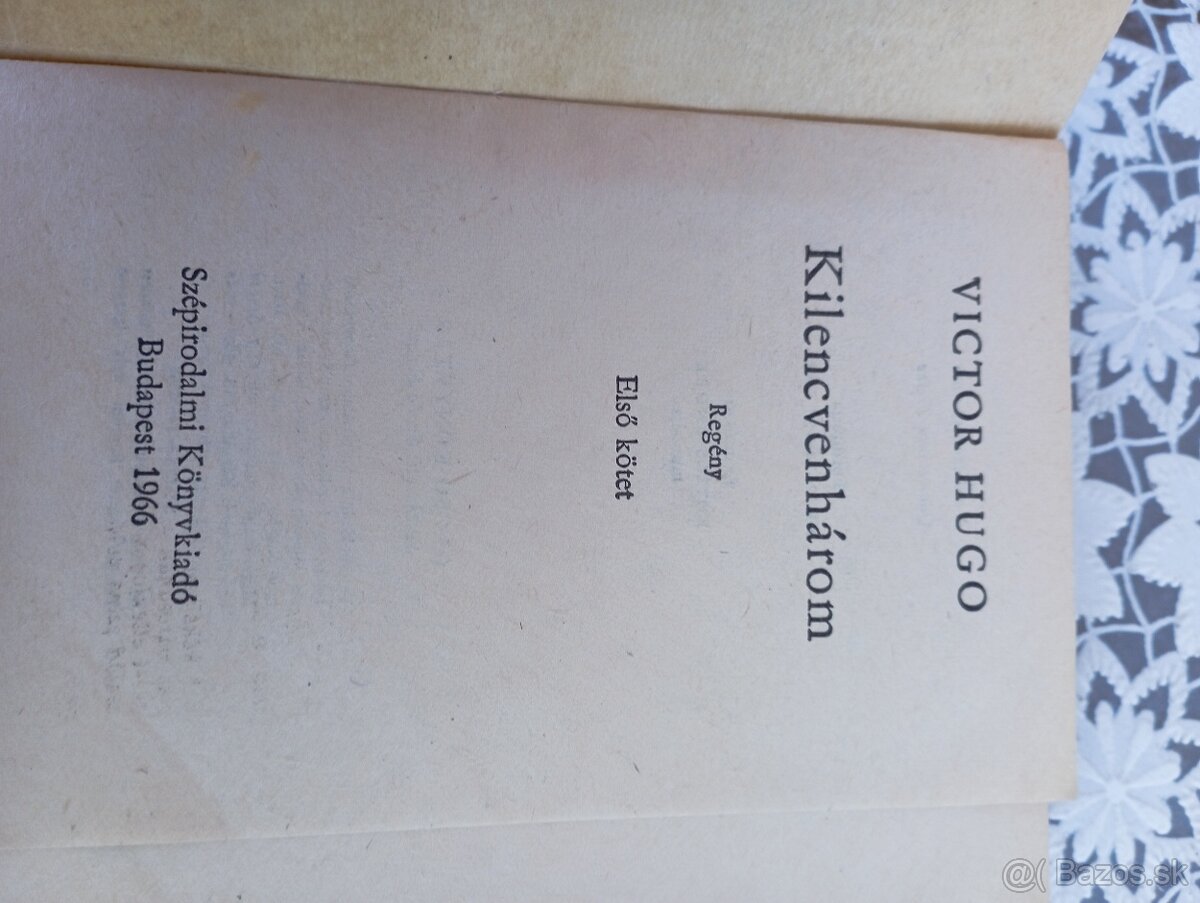 VICTOR HUGO
Kilencvenhárom
Regény
Első kötet
Szépirodalmi Könyvkiadó
Budapest 1966
@( Bazos.sk